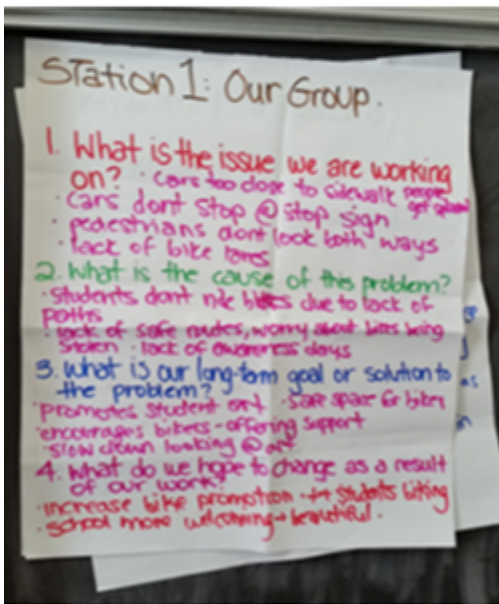 Station 1: Our Group.
1. What is the issue we are working
on? · Cars too close to sidewalk people
· Cars dont stop @ stop sign get splashed
· pedestrians dont look both ways
· lack of bike lanes
2. What is the cause of this problem?
· Students dont ride bikes due to lack of
paths
· lack of safe routes, worry about bikes being
stolen · lack of awareness days
3. What is our long-term goal or solution to
the problem?
· promotes student art · Safe space for bikes
· encourages bikers - offering support
· slow down looking @ art
4. What do we hope to change as a result
of our work?
· increase bike promotion students biking
· school more welcoming + beautiful.